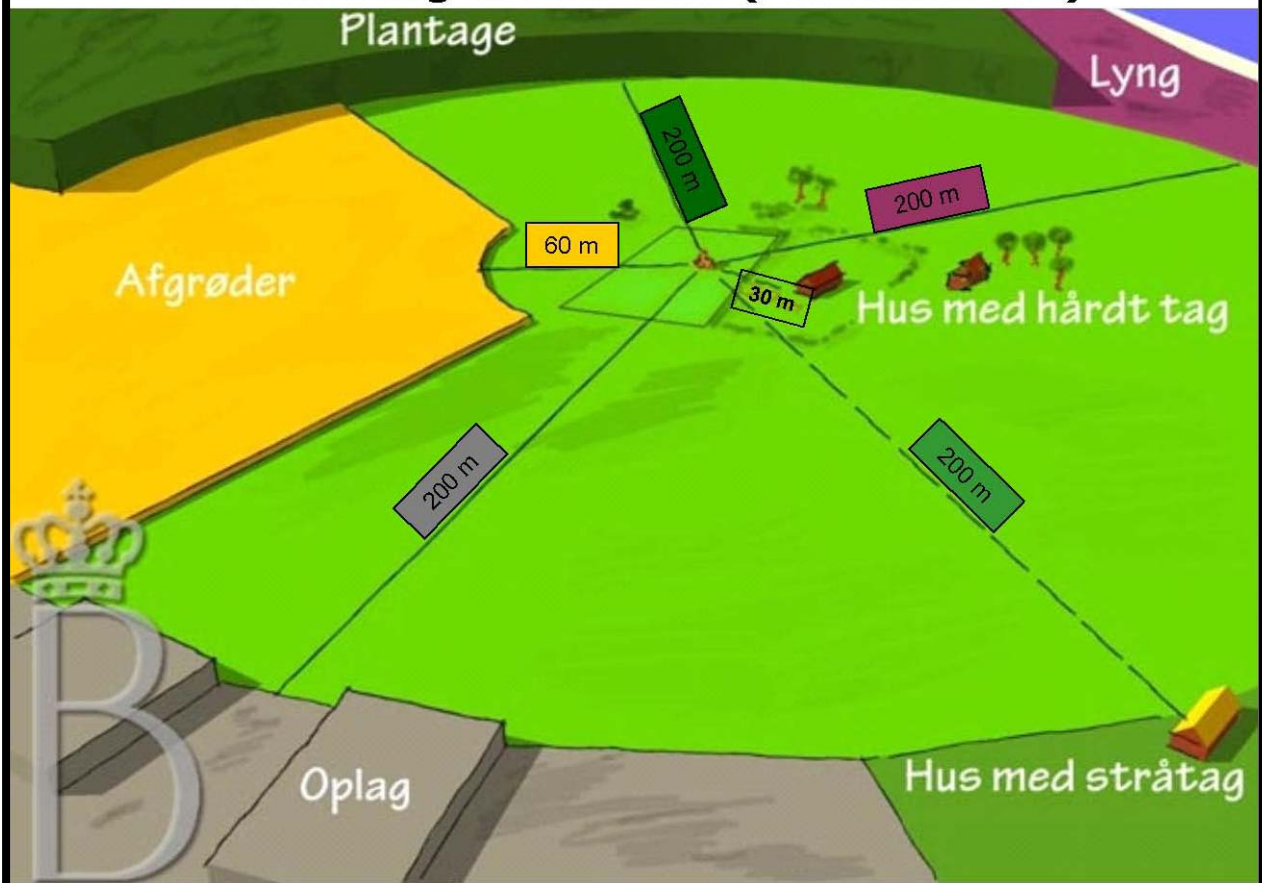 Plantage
Lyng
200 m
200 m
60 m
Afgrøder
30 m
Hus med hårdt tag
200 m
200 m
Oplag
Hus med stråtag
B